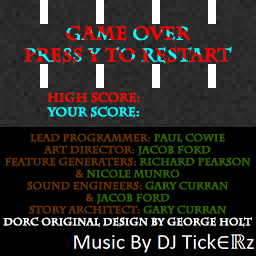 GAME OVER
PRESS Y TO RESTART
HIGH SCORE:
YOUR SCORE:
LEAD PROGRAMMER: PAUL COWIE
ART DIRECTOR: JACOB FORD
FEATURE GENERATERS: RICHARD PEARSON
& NICOLE MUNRO
SOUND ENGINEERS: GARY CURRAN
& JACOB FORD
STORY ARCHITECT: GARY CURRAN
DORC ORIGINAL DESIGN BY GEORGE HOLT
Music By DJ Tick∈ℝz